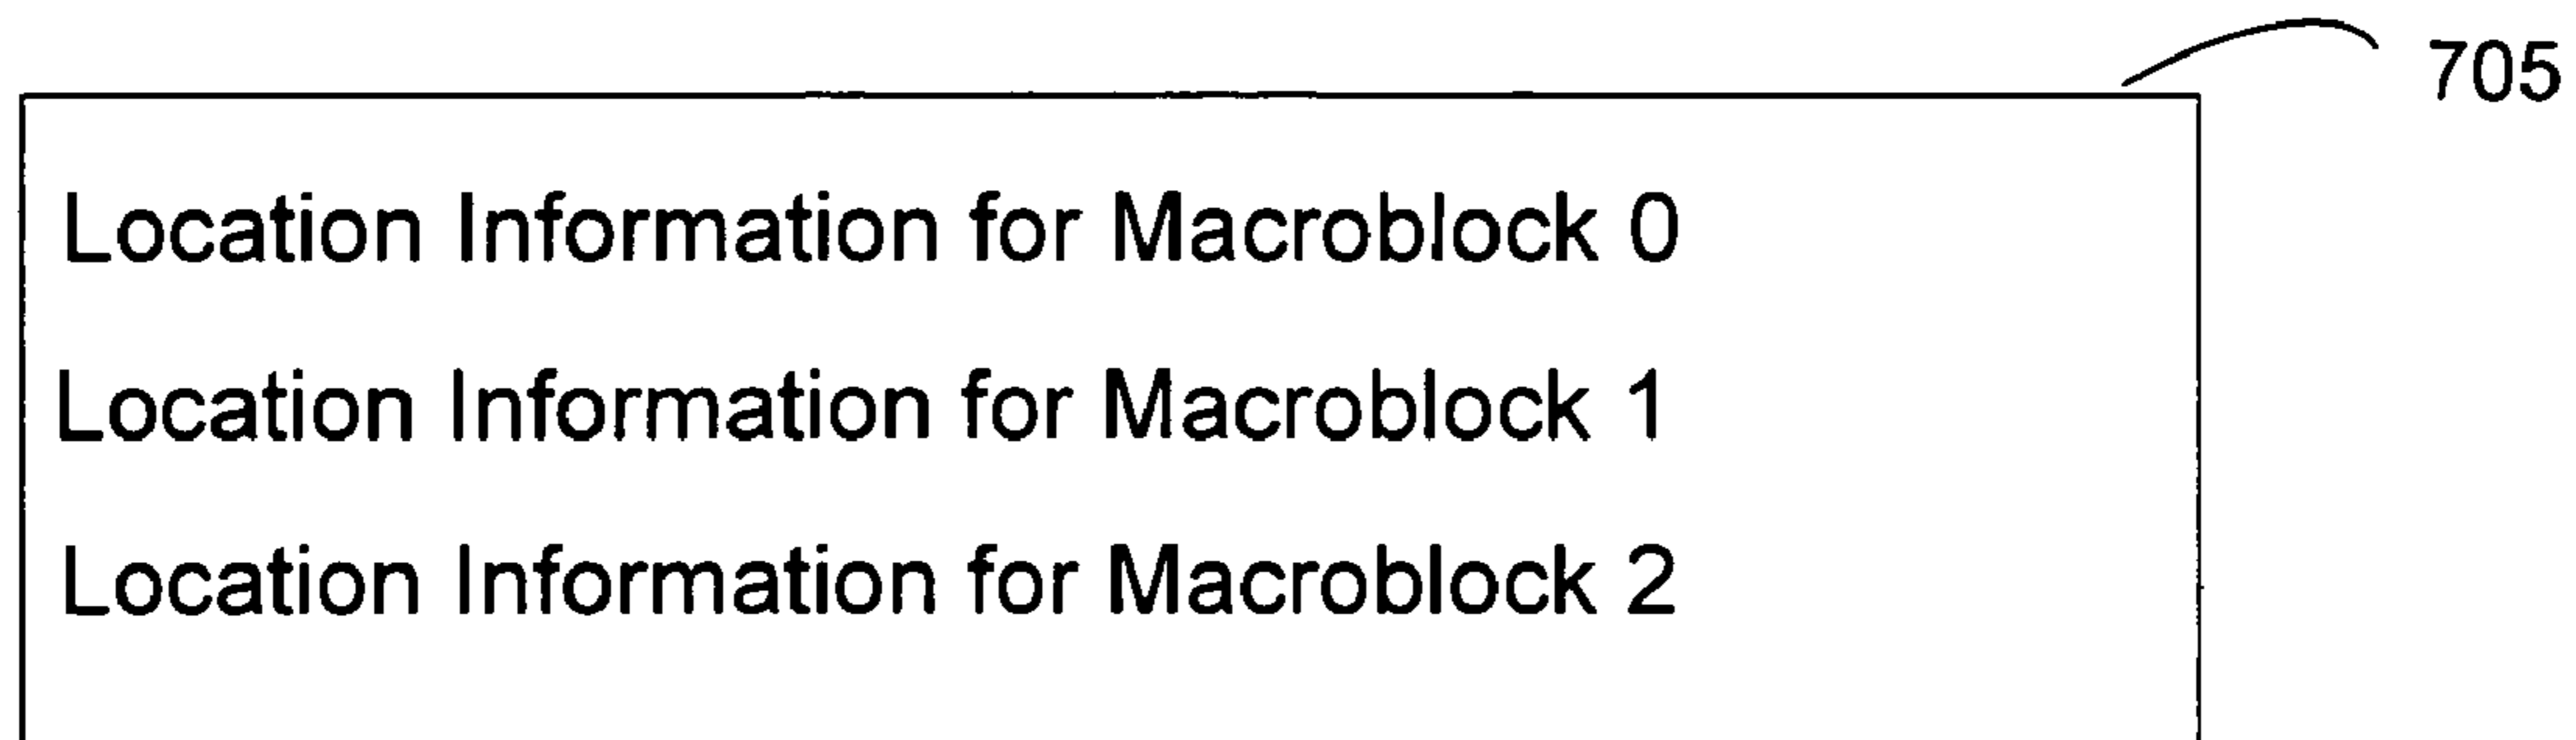 705
Location Information for Macroblock 0
Location Information for Macroblock 1
Location Information for Macroblock 2